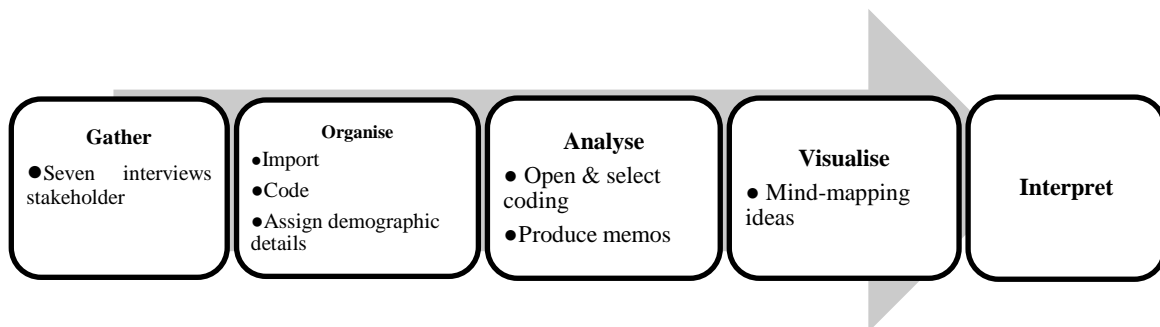 Gather
●Seven interviews
stakeholder
Organise
●Import
●Code
●Assign demographic
details
Analyse
● Open & select
coding
●Produce memos
Visualise
● Mind-mapping
ideas
Interpret